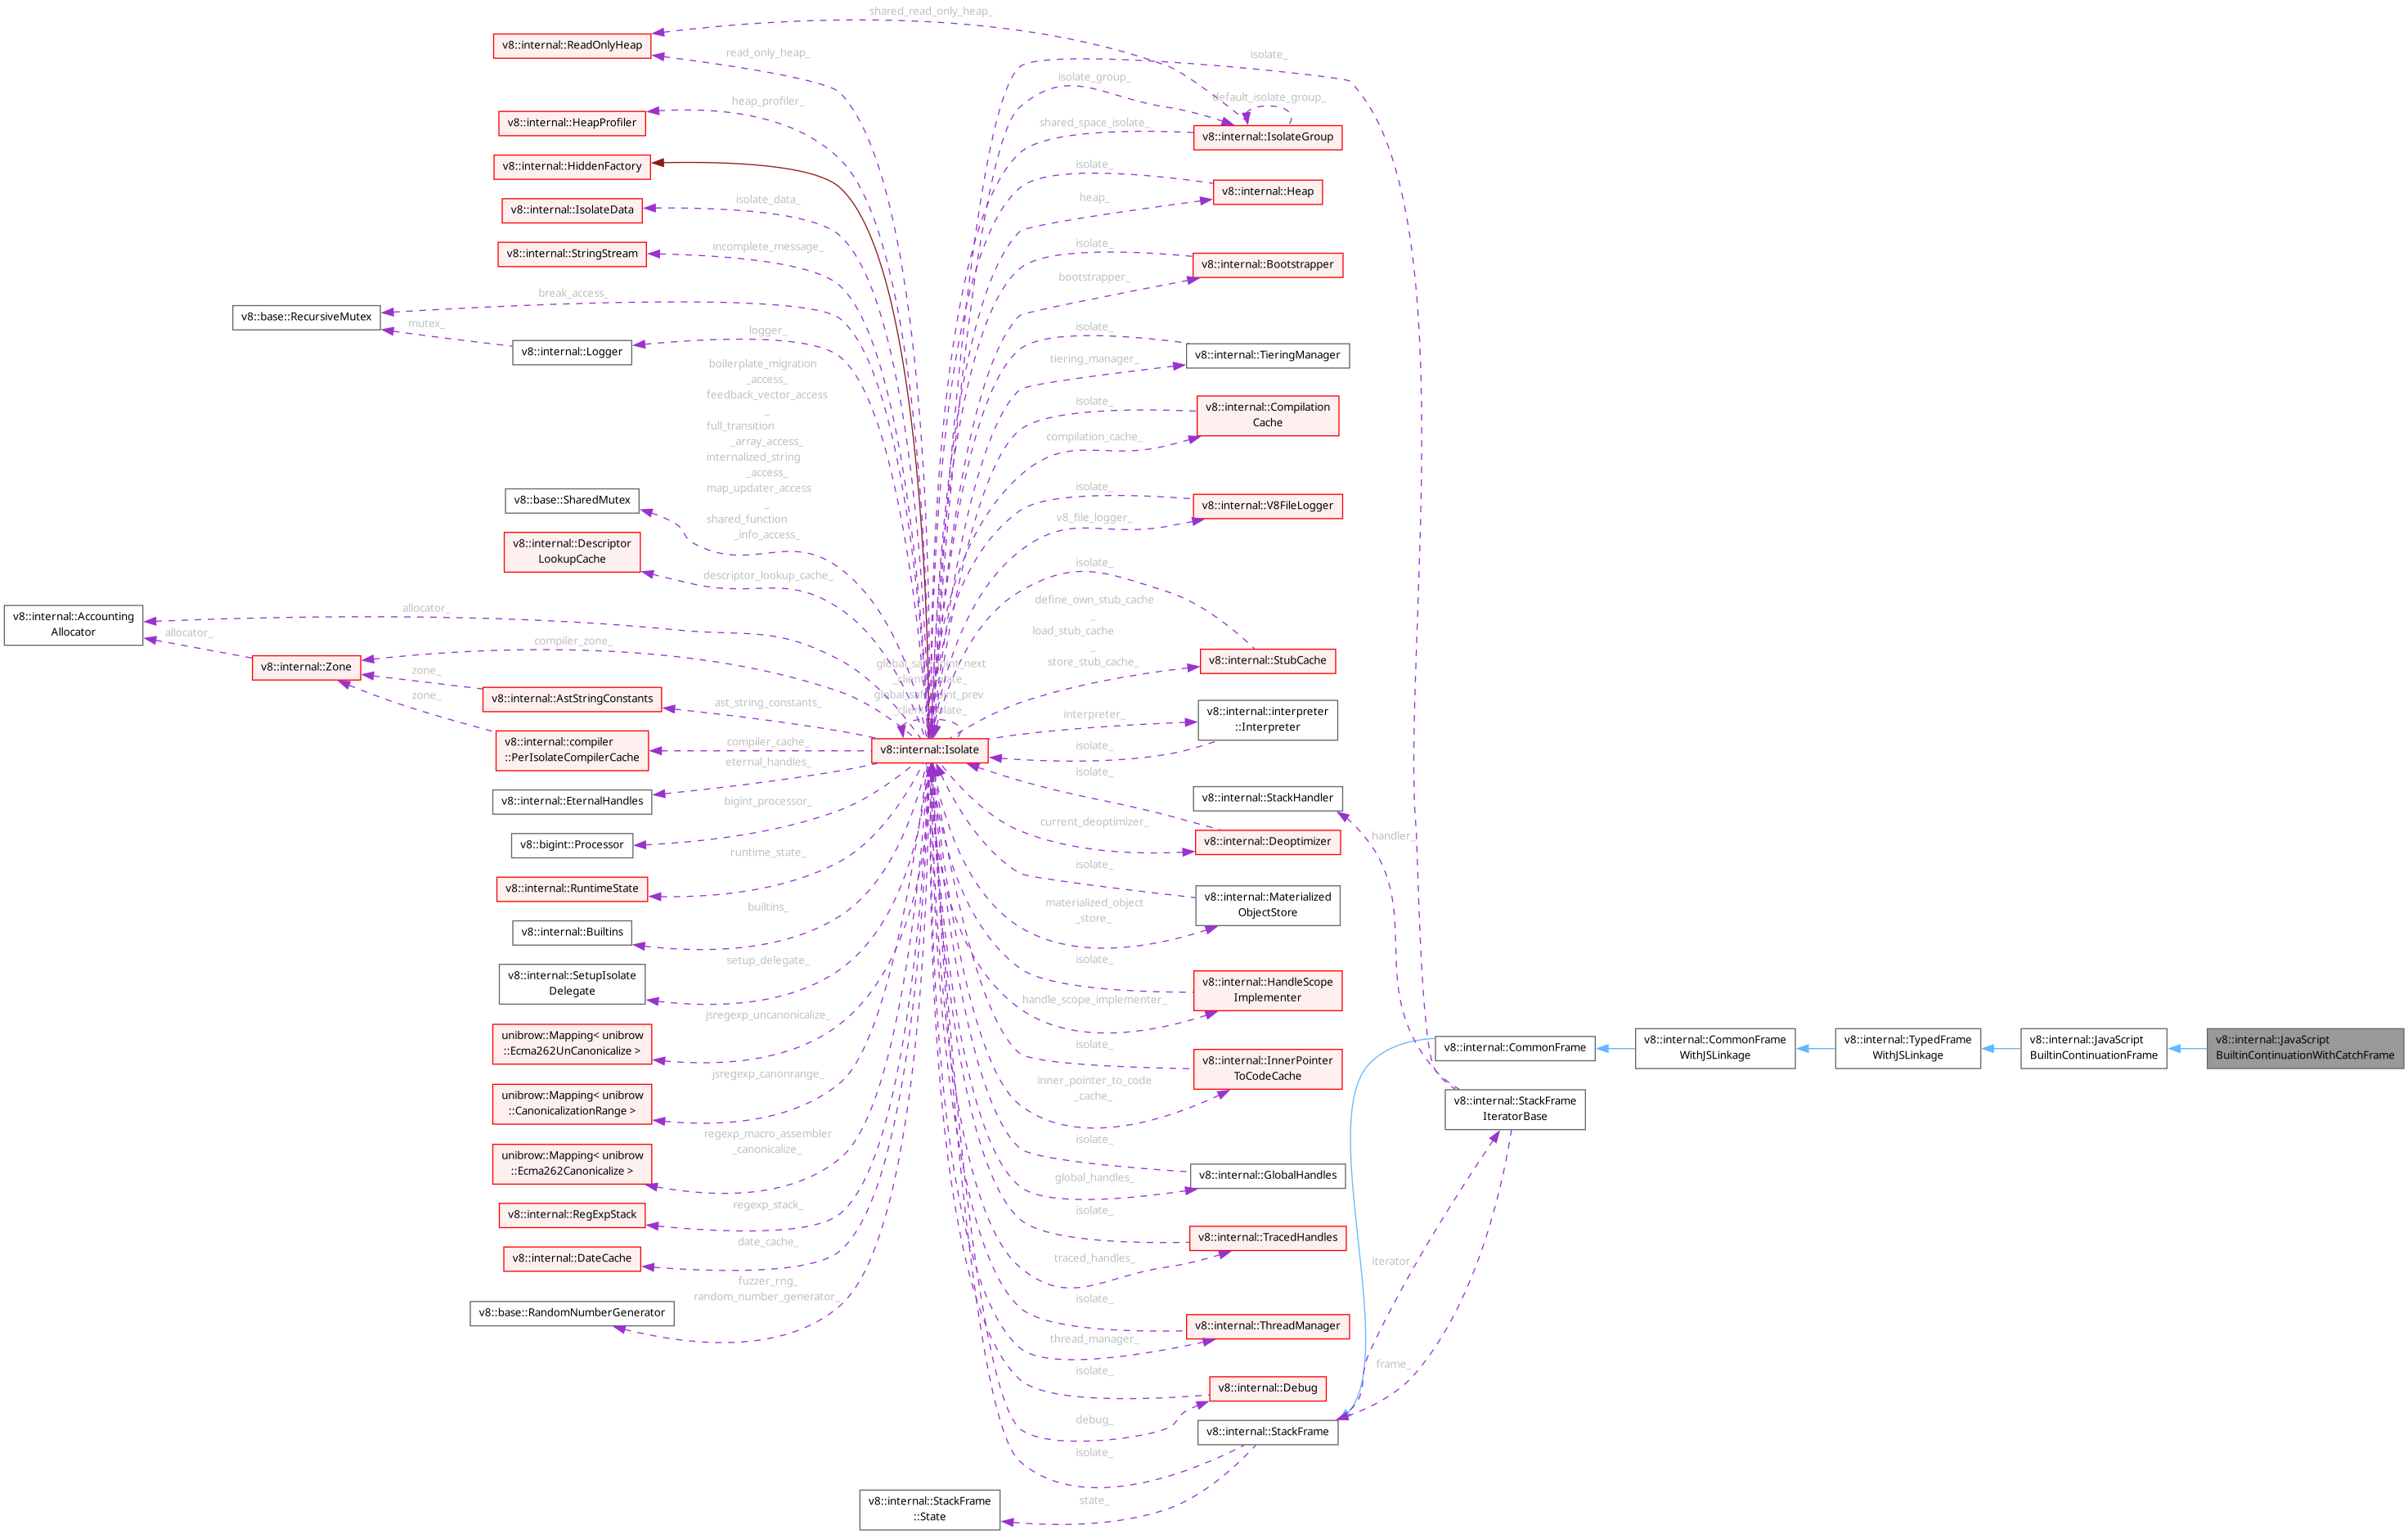 shared_read_only_heap_
v8::internal::ReadOnlyHeap
read_only_heap_
isolate_
isolate_group_
default_isolate_group_
heap_profiler_
v8::internal::HeapProfiler
shared_space_isolate_
v8::internal::IsolateGroup
v8::internal::HiddenFactory
isolate_
v8::internal::Heap
heap_
isolate_data_
v8::internal::IsolateData
incomplete_message_
v8::internal::StringStream
isolate_
v8::internal::Bootstrapper
bootstrapper_
break_access_
v8::base::RecursiveMutex
mutex_
logger_
v8::internal::Logger
isolate_
v8::internal::TieringManager
tiering_manager_
boilerplate_migration
_access_
feedback_vector_access
_
full_transition
_array_access_
internalized_string
_access_
map_updater_access
_
shared_function
_info_access_
isolate_
v8::internal::Compilation
Cache
compilation_cache_
v8::base::SharedMutex
isolate_
v8::internal::V8FileLogger
v8_file_logger_
v8::internal::Descriptor
LookupCache
descriptor_lookup_cache_
isolate_
v8::internal::Accounting
Allocator
allocator_
allocator_
compiler_zone_
v8::internal::Zone
zone_
zone_
define_own_stub_cache
_
load_stub_cache
_
store_stub_cache_
v8::internal::StubCache
v8::internal::AstStringConstants
ast_string_constants_
interpreter_
v8::internal::interpreter
::Interpreter
isolate_
v8::internal::compiler
::PerIsolateCompilerCache
compiler_cache_
v8::internal::Isolate
eternal_handles_
v8::internal::EternalHandles
isolate_
v8::internal::StackHandler
handler_
bigint_processor_
v8::bigint::Processor
current_deoptimizer_
v8::internal::Deoptimizer
runtime_state_
v8::internal::RuntimeState
isolate_
v8::internal::Materialized
ObjectStore
materialized_object
_store_
builtins_
v8::internal::Builtins
setup_delegate_
v8::internal::SetupIsolate
Delegate
isolate_
v8::internal::HandleScope
Implementer
handle_scope_implementer_
jsregexp_uncanonicalize_
unibrow::Mapping< unibrow
::Ecma262UnCanonicalize >
isolate_
v8::internal::InnerPointer
ToCodeCache
inner_pointer_to_code
_cache_
v8::internal::CommonFrame
v8::internal::CommonFrame
WithJSLinkage
v8::internal::TypedFrame
WithJSLinkage
v8::internal::JavaScript
BuiltinContinuationFrame
v8::internal::JavaScript
BuiltinContinuationWithCatchFrame
v8::internal::StackFrame
IteratorBase
jsregexp_canonrange_
unibrow::Mapping< unibrow
::CanonicalizationRange >
regexp_macro_assembler
_canonicalize_
unibrow::Mapping< unibrow
::Ecma262Canonicalize >
isolate_
v8::internal::GlobalHandles
global_handles_
regexp_stack_
v8::internal::RegExpStack
isolate_
v8::internal::TracedHandles
traced_handles_
date_cache_
v8::internal::DateCache
iterator_
fuzzer_rng_
random_number_generator_
v8::base::RandomNumberGenerator
isolate_
v8::internal::ThreadManager
thread_manager_
isolate_
v8::internal::Debug
debug_
frame_
v8::internal::StackFrame
isolate_
state_
v8::internal::StackFrame
::State